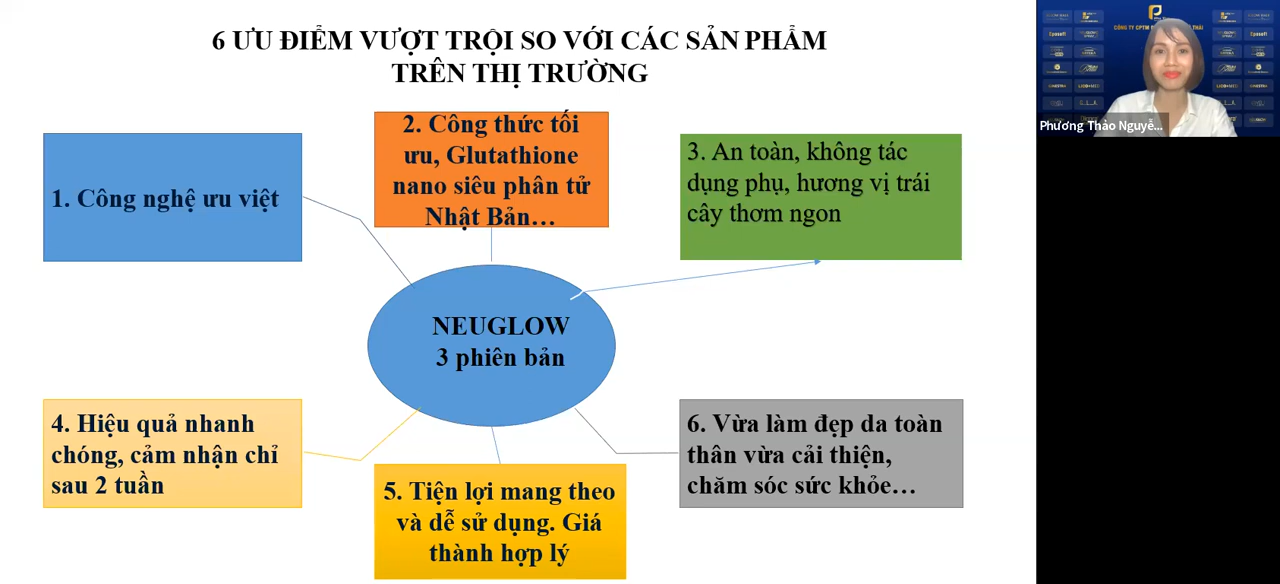 6 ƯU ĐIỂM VƯỢT TRỘI SO VỚI CÁC SẢN PHẨM
TRÊN THỊ TRƯỜNG
1. Công nghệ ưu việt
2. Công thức tối
ưu, Glutathione
nano siêu phân tử
Nhật Bản…
3. An toàn, không tác
dụng phụ, hương vị trái
cây thơm ngon
NEUGLOW
3 phiên bản
4. Hiệu quả nhanh
chóng, cảm nhận chỉ
sau 2 tuần
5. Tiện lợi mang theo
và dễ sử dụng. Giá
thành hợp lý
6. Vừa làm đẹp da toàn
thân vừa cải thiện,
chăm sóc sức khỏe…
CÔNG TY CPTM
THÁI
Phương Thảo Nguyễ...